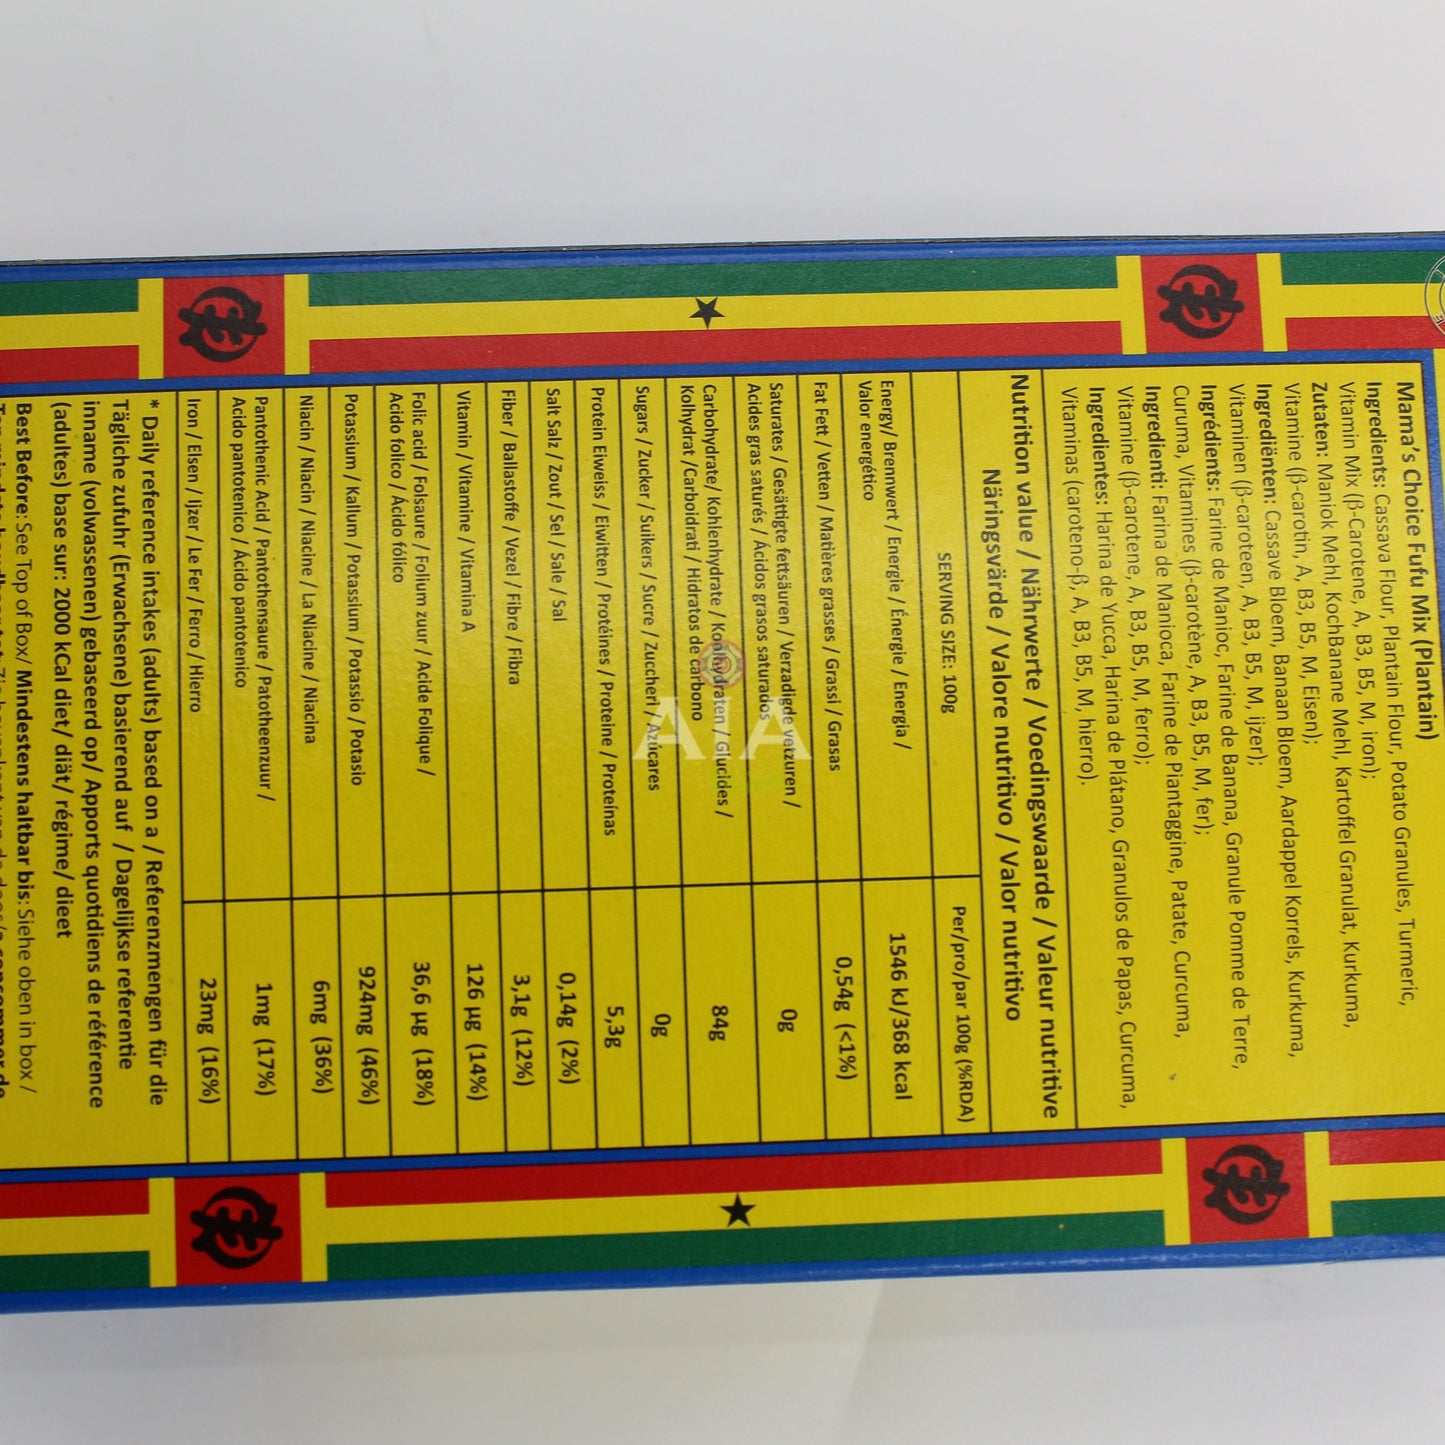 Mama's Choice Fufu Mix (Plantain)
Ingredients: Cassava Flour, Plantain Flour, Potato Granules, Turmeric,
Vitamin Mix (β-Carotene, A, B3, B5, M, iron);
Zutaten: Maniok Mehl, KochBanane Mehl, Kartoffel Granulat, Kurkuma,
Vitamine (β-carotin, A, B3, B5, M, Eisen);
Ingrediënten: Cassave Bloem, Banaan Bloem, Aardappel Korrels, Kurkuma,
Vitaminen (β-caroteen, A, B3, B5, M, ijzer);
Ingrédients: Farine de Manioc, Farine de Banana, Granule Pomme de Terre,
Curuma, Vitamines (β-carotène, A, B3, B5, M, fer);
Ingredienti: Farina de Manioca, Farine de Piantaggine, Patate, Curcuma,
Vitamine (β-carotene, A, B3, B5, M, ferro);
Ingredientes: Harina de Yucca, Harina de Plátano, Granulos de Papas, Curcuma,
Vitaminas (caroteno-β, A, B3, B5, M, hierro).
Nutrition value / Nährwerte / Voedingswaarde / Valeur nutritive
Näringsvärde / Valore nutritivo / Valor nutritivo
SERVING SIZE: 100g Per/pro/par 100g (%RDA)
Energy/ Brennwert / Energie / Énergie / Energia /
Valor energético 1546 kJ/368 kcal
Fat Fett / Vetten / Matières grasses / Grassi / Grasas 0,54g (<1%)
Saturates / Gesättigte fettsäuren / Verzadigde vetzuren /
Acides gras saturés / Acidos grasos saturados 0g
Carbohydrate/ Kohlenhydrate / Koolhydraten / Glucides /
Kolhydrat /Carboidrati / Hidratos de carbono 84g
Sugars / Zucker / Suikers / Sucre / Zuccheri / Azúcares 0g
Protein Eiweiss / Eiwitten / Protéines / Proteine / Proteínas 5,3g
Salt Salz / Zout / Sel / Sale / Sal 0,14g (2%)
Fiber / Ballastoffe / Vezel / Fibre / Fibra 3,1g (12%)
Vitamin / Vitamine / Vitamina A 126 µg (14%)
Folic acid / Folsaure / Folium zuur / Acide Folique /
Acido folico / Ácido fólico 36,6 µg (18%)
Potassium / Kallum / Potassium / Potassio / Potasio 924mg (46%)
Niacin / Niacin / Niacine / La Niacine / Niacina 6mg (36%)
Pantothenic Acid / Pantothensaure / Patotheenzuur /
Acido pantotenico / Ácido pantotenico 1mg (17%)
Iron / Elsen / Ijzer / Le Fer / Ferro / Hierro 23mg (16%)
* Daily reference intakes (adults) based on a / Referenzmengen für die
Tägliche zufuhr (Erwachsene) basierend auf / Dagelijkse referentie
inname (volwassenen) gebaseerd op/ Apports quotidiens de référence
(adultes) base sur: 2000 kCal diet/ diät/ régime/ dieet
Best Before: See Top of Box/ Mindestens haltbar bis: Siehe oben in box /
AA